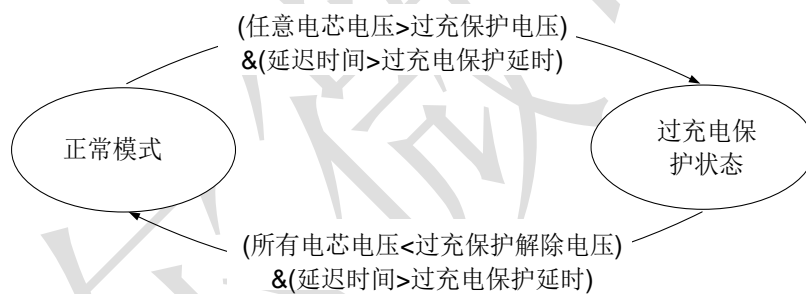 (任意电芯电压>过充保护电压)
&(延迟时间>过充电保护延时)
正常模式
过充电保
护状态
(所有电芯电压<过充保护解除电压)
&(延迟时间>过充电保护延时)